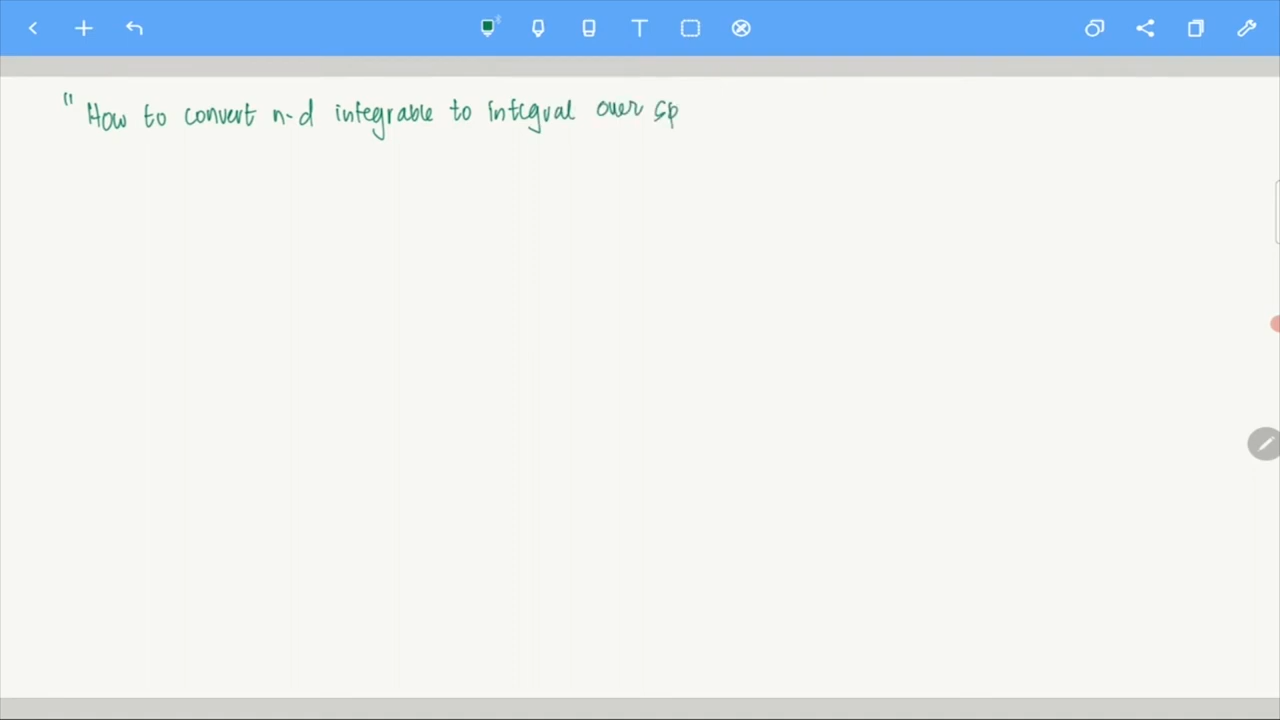 " How to convert n-d integrable to integral over sp